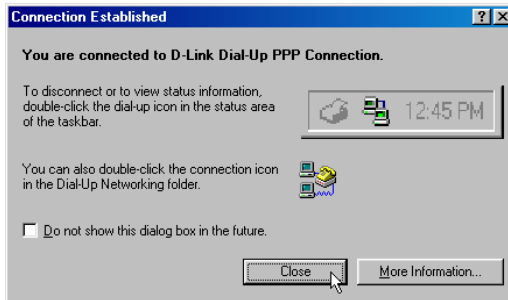 Connection Established
You are connected to D-Link Dial-Up PPP Connection.
To disconnect or to view status information,
double-click the dial-up icon in the status area
of the taskbar.
12:45 PM
You can also double-click the connection icon
in the Dial-Up Networking folder.
Do not show this dialog box in the future.
Close
More Information...